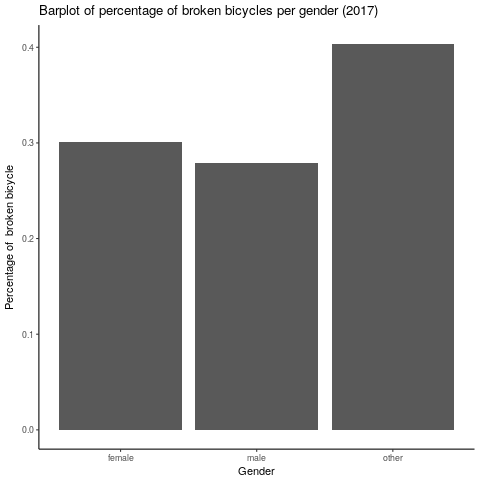 Barplot of percentage of broken bicycles per gender (2017)
Percentage of  broken bicycle
0.4
0.3
0.2
0.1
0.0
female male other
Gender